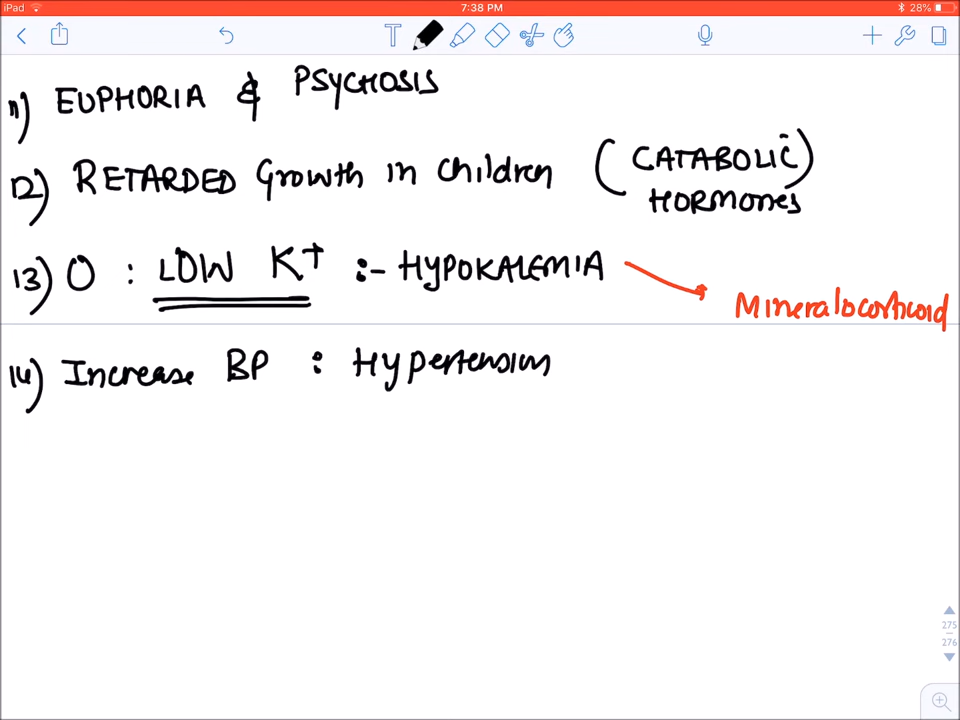 iPad 7:38 PM 28%
T
11) EUPHORIA & PSYCHOSIS
12) RETARDED Growth in children (CATABOLIC)
HORMONES
13) O : LOW K+ :- HYPOKALEMIA
Mineralocorticoid
14) Increase BP : Hypertension
275
276